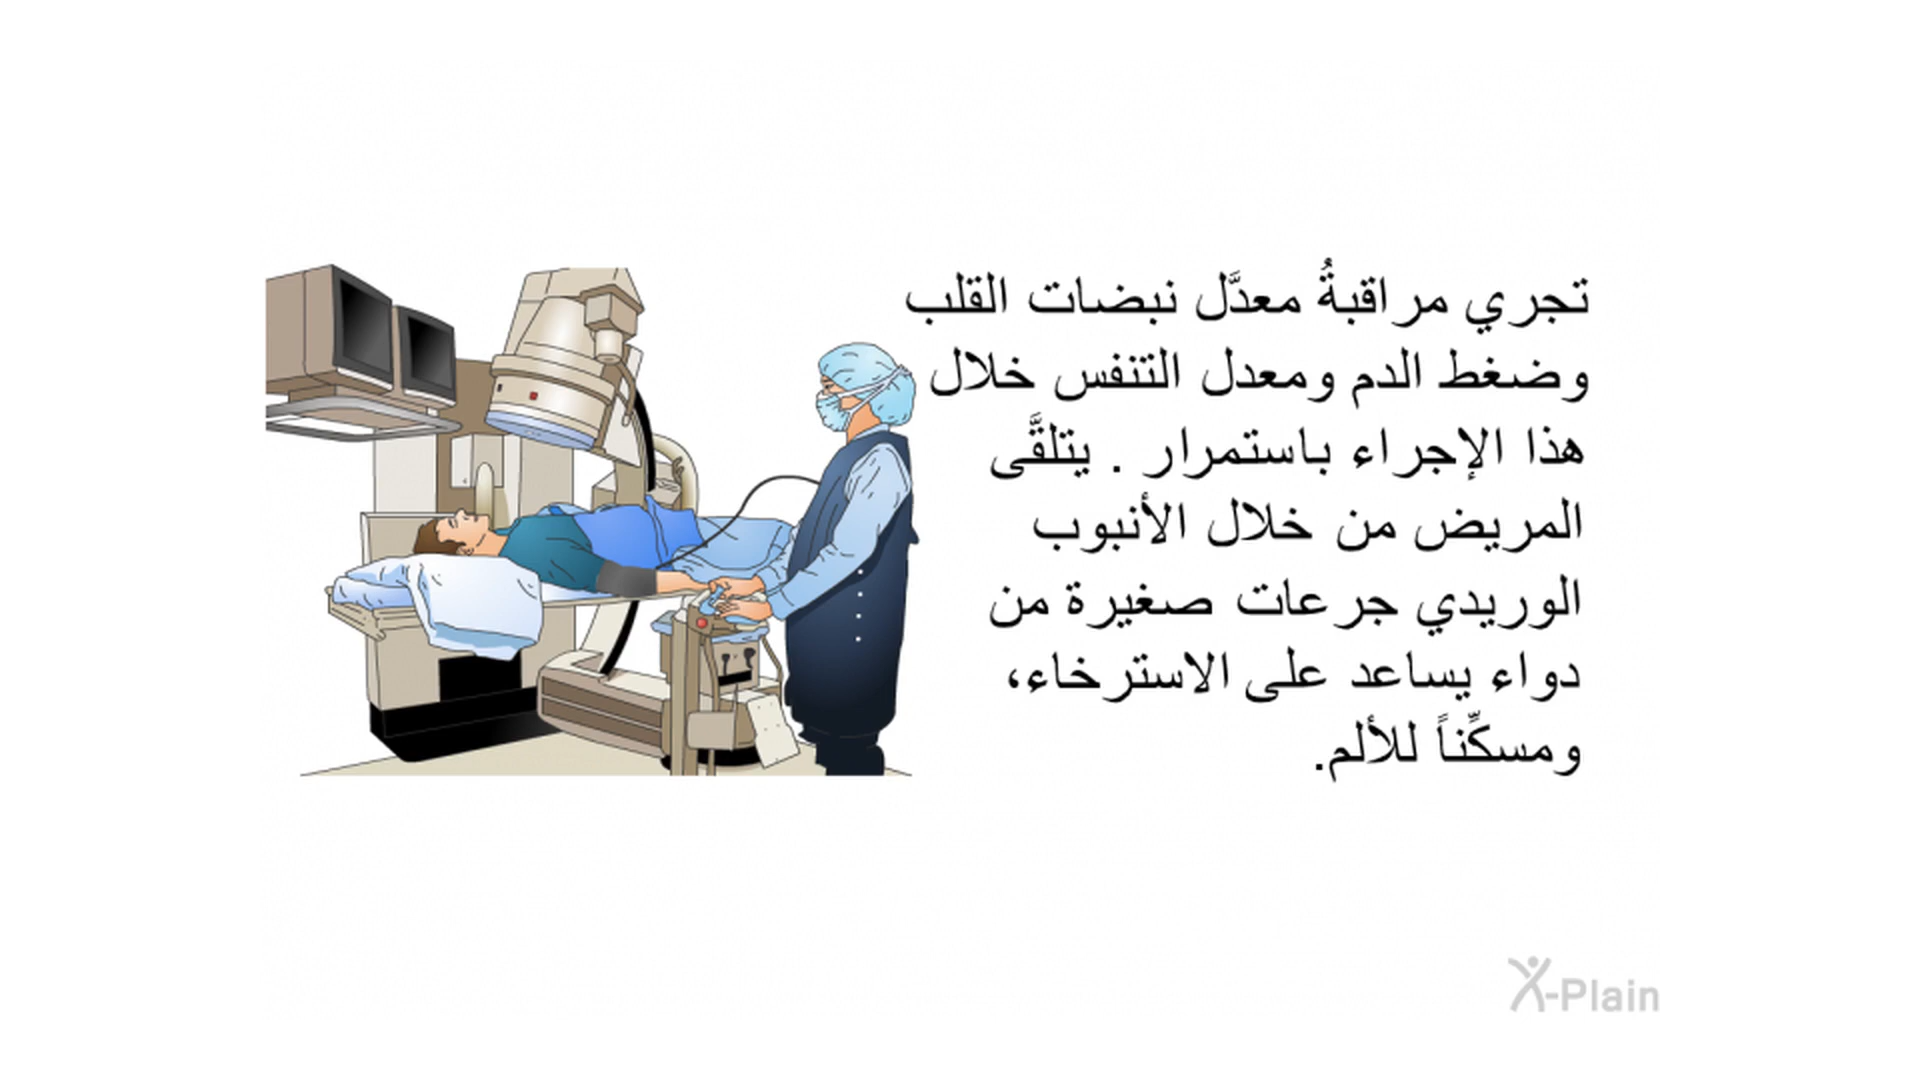 تجري مراقبةُ معدَّل نبضات القلب
وضغط الدم ومعدل التنفس خلال
هذا الإجراء باستمرار . يتلقَّى
المريض من خلال الأنبوب
الوريدي جرعات صغيرة من
دواء يساعد على الاسترخاء،
ومسكِّناً للألم.
X-Plain